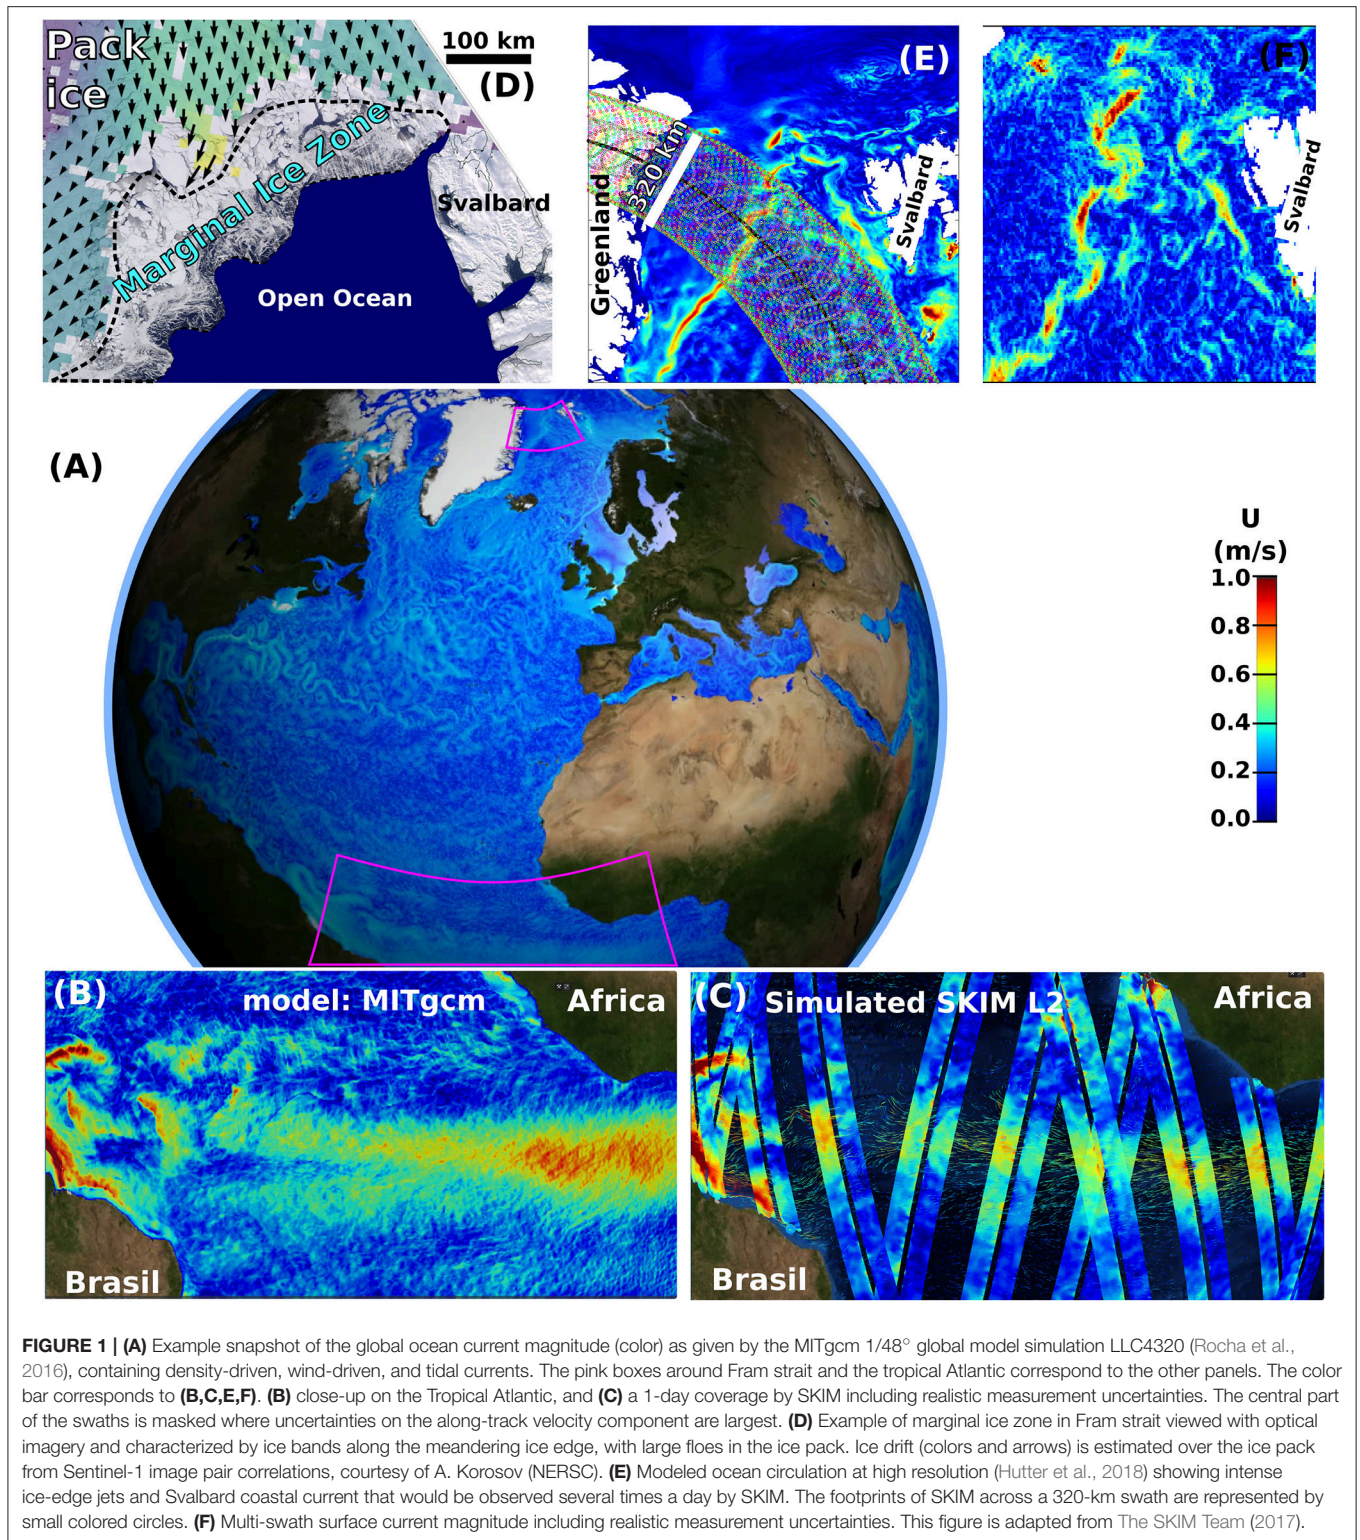 Pack
ice
100 km
(D)
Marginal Ice Zone
Svalbard
Open Ocean
(E)
320 km
Greenland
Svalbard
(F)
Svalbard
(A)
U
(m/s)
1.0
0.8
0.6
0.4
0.2
0.0
(B)
model: MITgcm
Africa
Brasil
(C)
Simulated SKIM L2
Africa
Brasil
FIGURE 1 | (A) Example snapshot of the global ocean current magnitude (color) as given by the MITgcm 1/48° global model simulation LLC4320 (Rocha et al.,
2016), containing density-driven, wind-driven, and tidal currents. The pink boxes around Fram strait and the tropical Atlantic correspond to the other panels. The color
bar corresponds to (B,C,E,F). (B) close-up on the Tropical Atlantic, and (C) a 1-day coverage by SKIM including realistic measurement uncertainties. The central part
of the swaths is masked where uncertainties on the along-track velocity component are largest. (D) Example of marginal ice zone in Fram strait viewed with optical
imagery and characterized by ice bands along the meandering ice edge, with large floes in the ice pack. Ice drift (colors and arrows) is estimated over the ice pack
from Sentinel-1 image pair correlations, courtesy of A. Korosov (NERSC). (E) Modeled ocean circulation at high resolution (Hutter et al., 2018) showing intense
ice-edge jets and Svalbard coastal current that would be observed several times a day by SKIM. The footprints of SKIM across a 320-km swath are represented by
small colored circles. (F) Multi-swath surface current magnitude including realistic measurement uncertainties. This figure is adapted from The SKIM Team (2017).